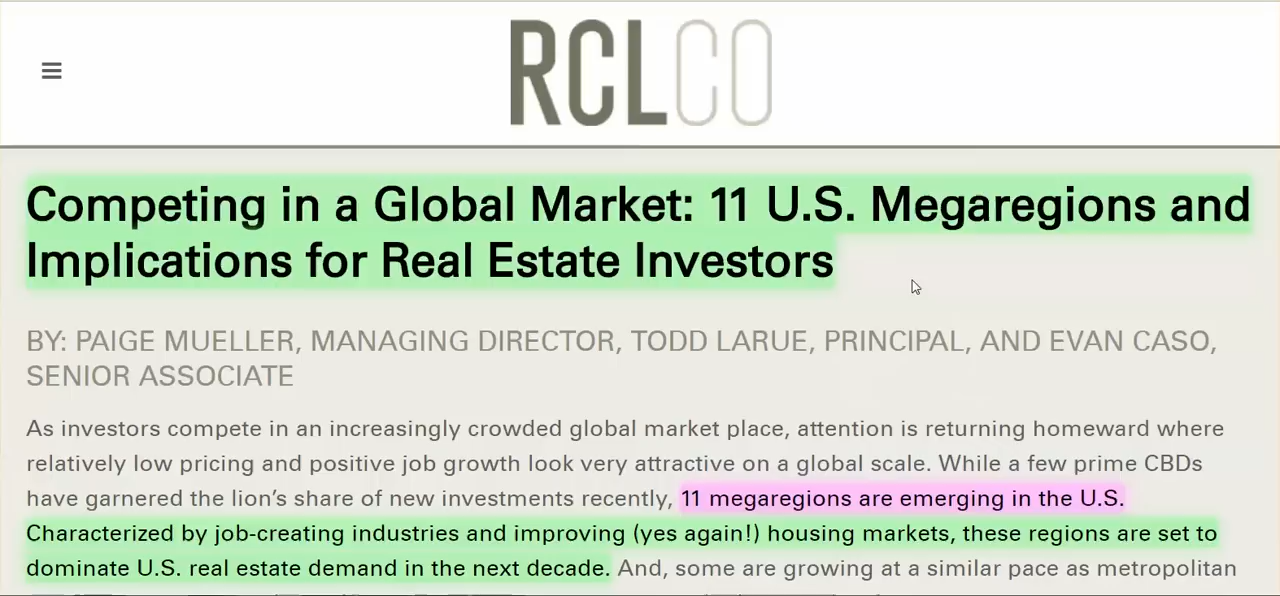 RCLCO
Competing in a Global Market: 11 U.S. Megaregions and
Implications for Real Estate Investors
BY: PAIGE MUELLER, MANAGING DIRECTOR, TODD LARUE, PRINCIPAL, AND EVAN CASO,
SENIOR ASSOCIATE
As investors compete in an increasingly crowded global market place, attention is returning homeward where
relatively low pricing and positive job growth look very attractive on a global scale. While a few prime CBDs
have garnered the lion's share of new investments recently, 11 megaregions are emerging in the U.S.
Characterized by job-creating industries and improving (yes again!) housing markets, these regions are set to
dominate U.S. real estate demand in the next decade. And, some are growing at a similar pace as metropolitan